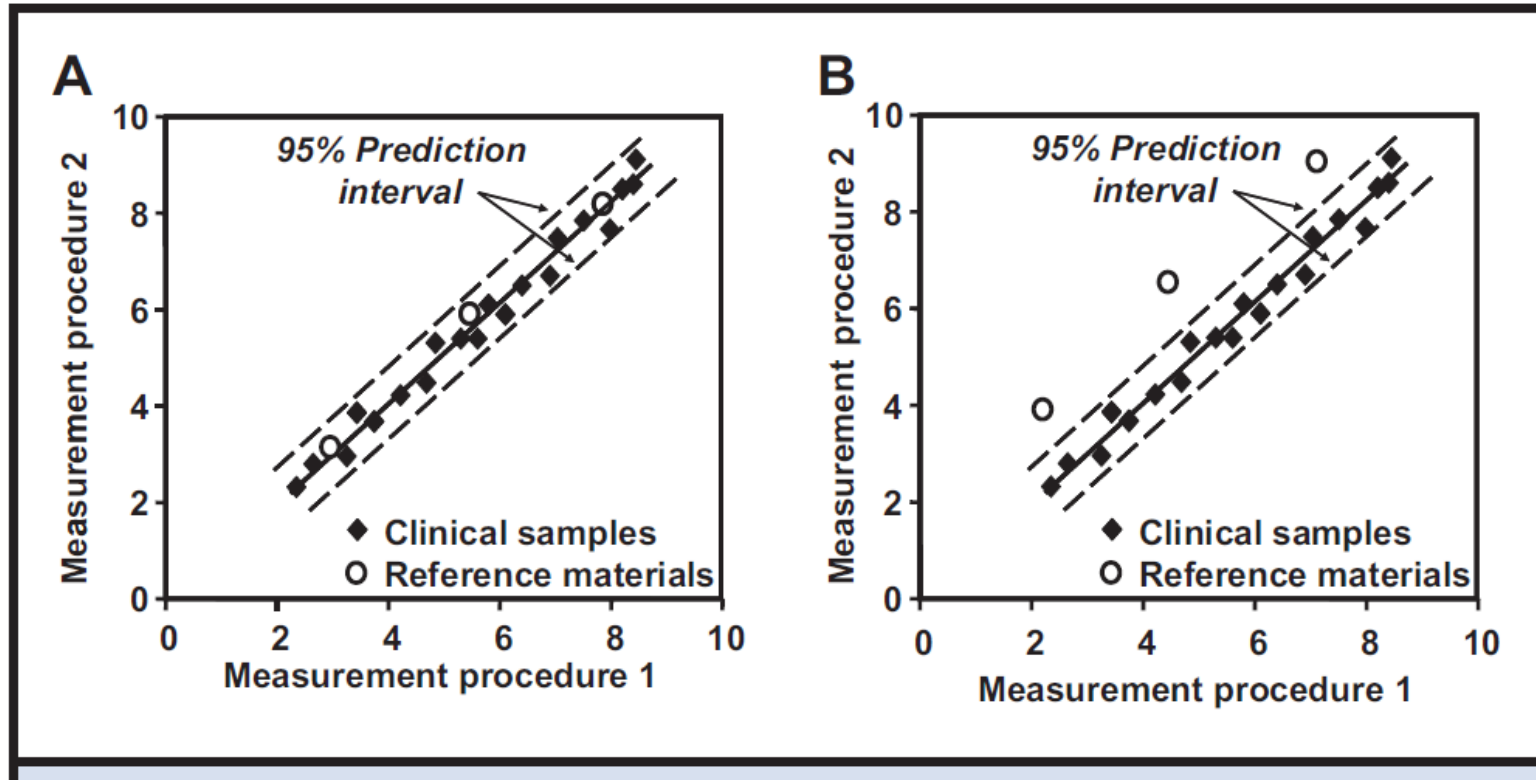 A
10
8
6
4
2
0
Measurement procedure 2
95% Prediction
interval
Clinical samples
Reference materials
0 2 4 6 8 10
Measurement procedure 1
B
10
8
6
4
2
0
Measurement procedure 2
95% Prediction
interval
Clinical samples
Reference materials
0 2 4 6 8 10
Measurement procedure 1